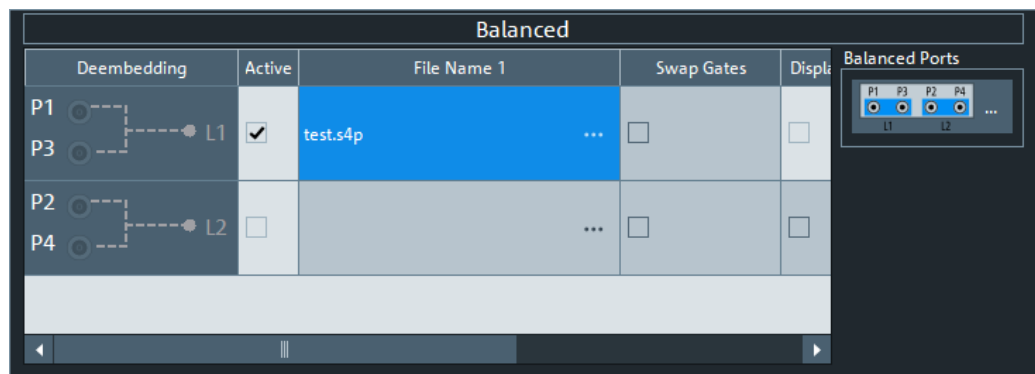 Balanced
Deembedding Active File Name 1 Swap Gates Displa
P1
P3
L1
test.s4p ...
P2
P4
L2
...
Balanced Ports
P1 P3 P2 P4
L1 L2
...